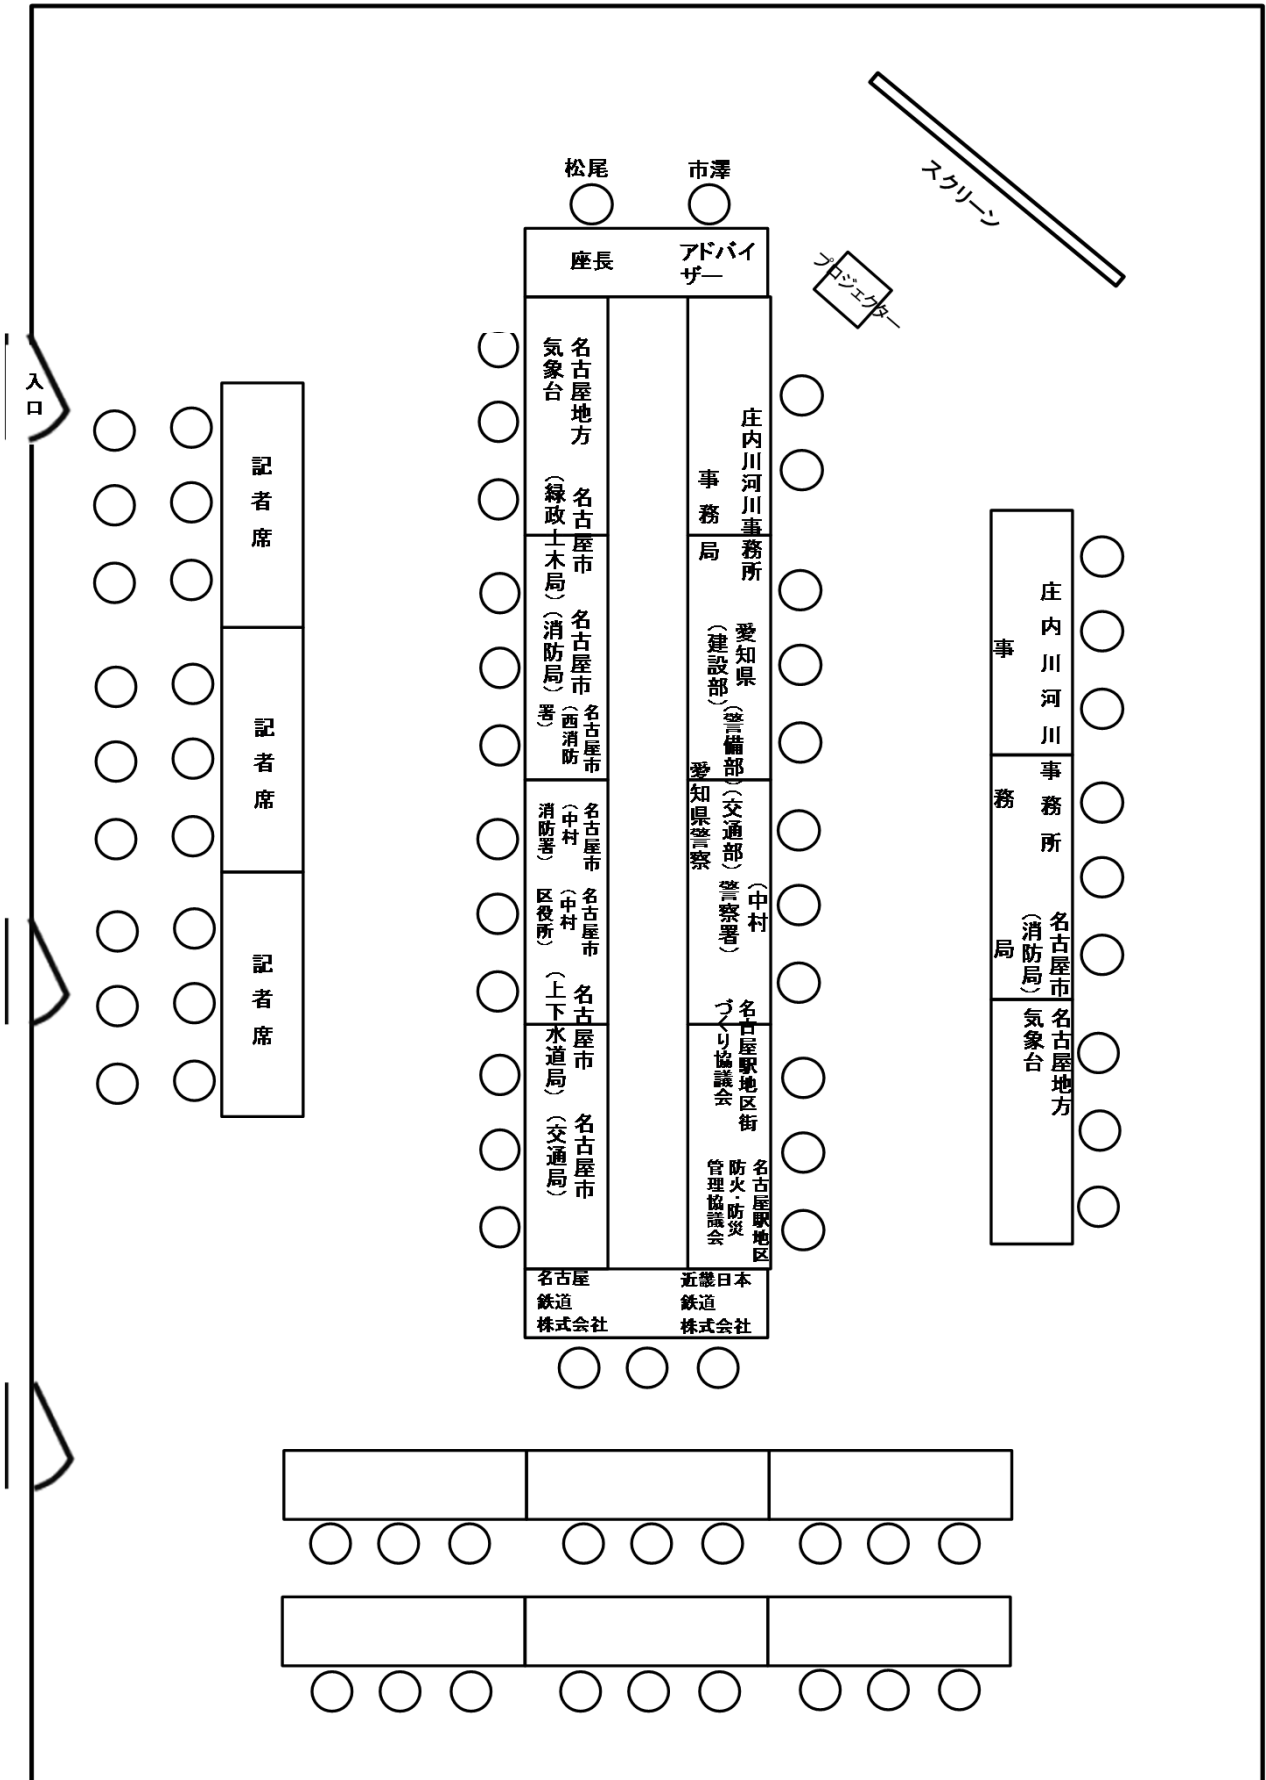 松尾
市澤
スクリーン
座長
アドバイ
ザー
プロジェクター
入
口
記者席
記者席
記者席
名古屋地方
気象台
名古屋市
（緑政土木局）
名古屋市
（消防局）
名古屋市
（西消防
署）
名古屋市
（中村
消防署）
名古屋市
（中村
区役所）
名古屋市
（上下水道局）
名古屋市
（交通局）
庄内川河川事務所
事務局
愛知県
（建設部）
愛知県警察
（警備部）
（交通部）
（中村
警察署）
名古屋駅地区街
づくり協議会
名古屋駅地区
防火・防災
管理協議会
名古屋
鉄道
株式会社
近畿日本
鉄道
株式会社
庄内川河川事務所
事務局
名古屋市
（消防局）
名古屋地方
気象台